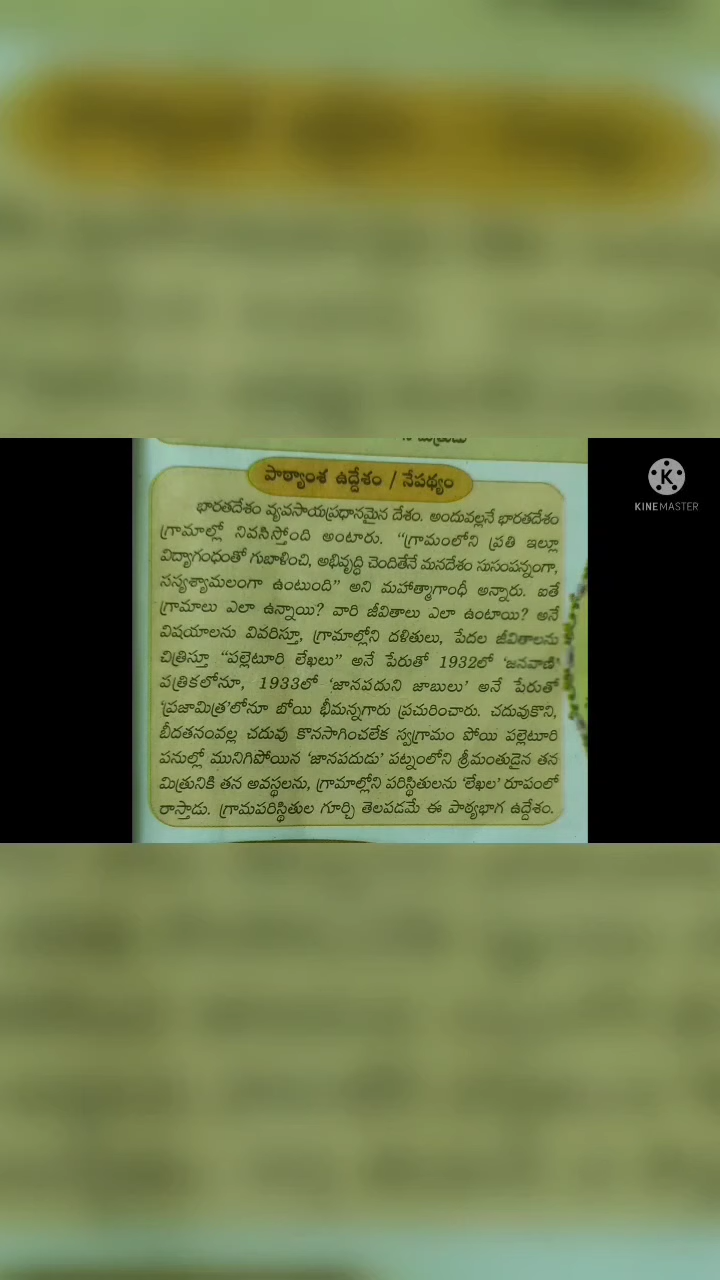 పాఠ్యాంశ ఉద్దేశం / నేపథ్యం
భారతదేశం వ్యవసాయప్రధానమైన దేశం. అందువల్లనే భారతదేశం
గ్రామాల్లో నివసిస్తోంది అంటారు. “గ్రామంలోని ప్రతి ఇల్లూ
విద్యాగంధంతో గుబాళించి, అభివృద్ధి చెందితేనే మనదేశం సుసంపన్నంగా,
సస్యశ్యామలంగా ఉంటుంది” అని మహాత్మాగాంధీ అన్నారు. ఐతే
గ్రామాలు ఎలా ఉన్నాయి? వారి జీవితాలు ఎలా ఉంటాయి? అనే
విషయాలను వివరిస్తూ, గ్రామాల్లోని దళితులు, పేదల జీవితాలను
చిత్రిస్తూ “పల్లెటూరి లేఖలు” అనే పేరుతో 1932లో ‘జనవాణి’
పత్రికలోనూ, 1933లో ‘జానపదుని జాబులు’ అనే పేరుతో
‘ప్రజామిత్ర’లోనూ బోయి భీమన్నగారు ప్రచురించారు. చదువుకొని,
బీదతనంవల్ల చదువు కొనసాగించలేక స్వగ్రామం పోయి పల్లెటూరి
పనుల్లో మునిగిపోయిన ‘జానపదుడు’ పట్నంలోని శ్రీమంతుడైన తన
మిత్రునికి తన అవస్థలను, గ్రామాల్లోని పరిస్థితులను ‘లేఖల’ రూపంలో
రాస్తాడు. గ్రామపరిస్థితుల గూర్చి తెలపడమే ఈ పాఠ్యభాగ ఉద్దేశం.
KINEMASTER